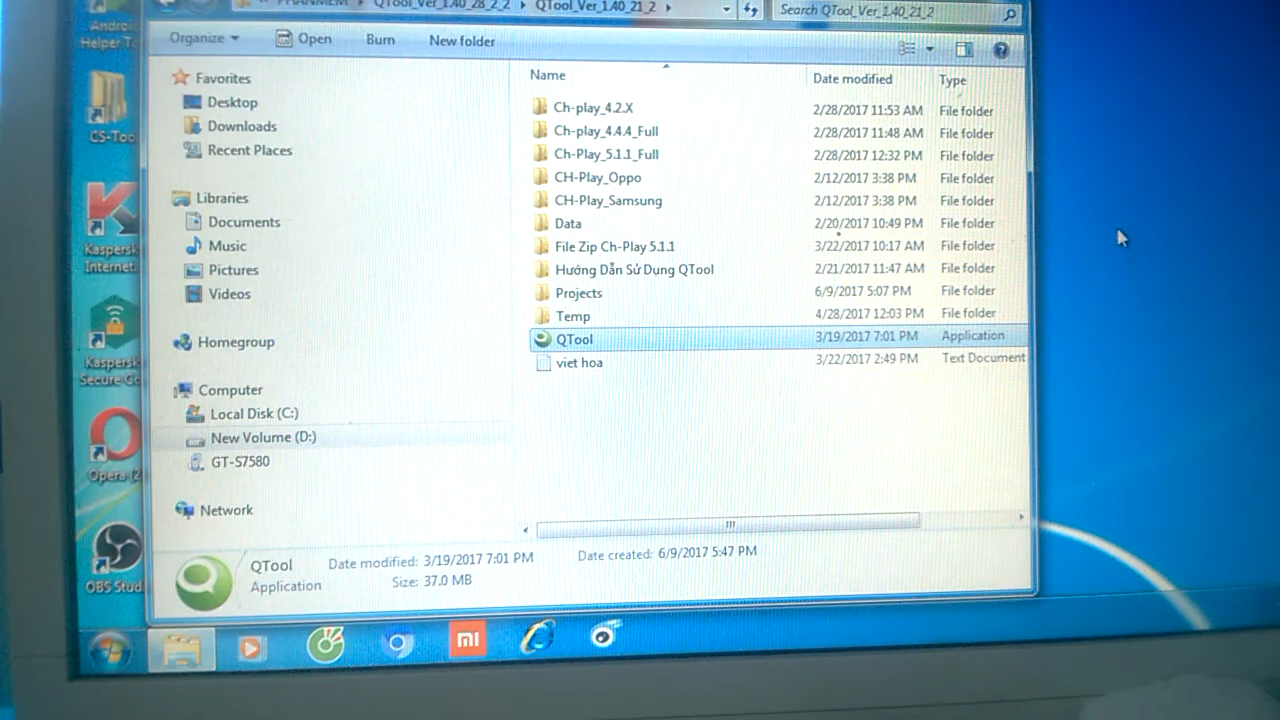 PHANMEM QTool_Ver_1.40_28_2_2 QTool_Ver_1.40_21_2 Search QTool_Ver_1.40_21_2
Organize Open Burn New folder
Name Date modified Type
Favorites
Desktop
Downloads
Recent Places
Libraries
Documents
Music
Pictures
Videos
Homegroup
Computer
Local Disk (C:)
New Volume (D:)
GT-S7580
Network
Ch-play_4.2.X 2/28/2017 11:53 AM File folder
Ch-play_4.4.4_Full 2/28/2017 11:48 AM File folder
Ch-Play_5.1.1_Full 2/28/2017 12:32 PM File folder
CH-Play_Oppo 2/12/2017 3:38 PM File folder
CH-Play_Samsung 2/12/2017 3:38 PM File folder
Data 2/20/2017 10:49 PM File folder
File Zip Ch-Play 5.1.1 3/22/2017 10:17 AM File folder
Hướng Dẫn Sử Dụng QTool 2/21/2017 11:47 AM File folder
Projects 6/9/2017 5:07 PM File folder
Temp 4/28/2017 12:03 PM File folder
QTool 3/19/2017 7:01 PM Application
viet hoa 3/22/2017 2:49 PM Text Document
QTool Date modified: 3/19/2017 7:01 PM Date created: 6/9/2017 5:47 PM
Application Size: 37.0 MB
Helper
CS-Too
Kaspersk
Internet
Kaspers
Secure Co
Opera (2
OBS Stud
mi